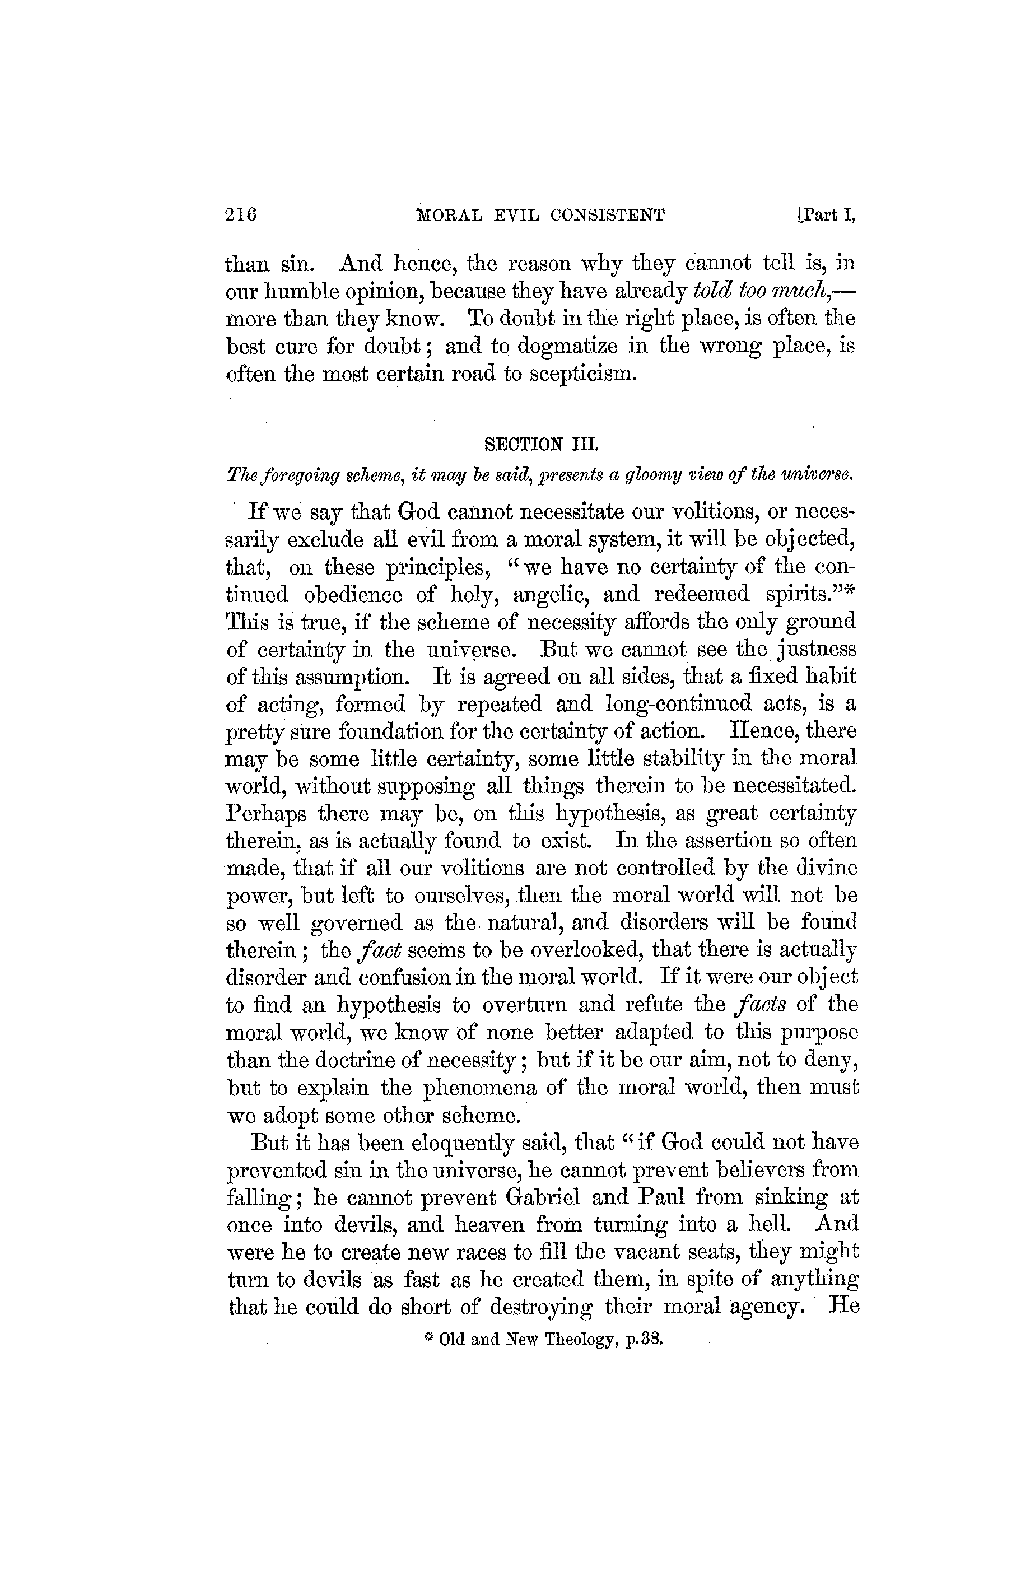 216 MORAL EVIL CONSISTENT [Part I,
than sin. And hence, the reason why they cannot tell is, in
our humble opinion, because they have already told too much,—
more than they know. To doubt in the right place, is often the
best cure for doubt; and to dogmatize in the wrong place, is
often the most certain road to scepticism.
SECTION III.
The foregoing scheme, it may be said, presents a gloomy view of the universe.
If we say that God cannot necessitate our volitions, or neces-
sarily exclude all evil from a moral system, it will be objected,
that, on these principles, "we have no certainty of the con-
tinued obedience of holy, angelic, and redeemed spirits."*
This is true, if the scheme of necessity affords the only ground
of certainty in the universe. But we cannot see the justness
of this assumption. It is agreed on all sides, that a fixed habit
of acting, formed by repeated and long-continued acts, is a
pretty sure foundation for the certainty of action. Hence, there
may be some little certainty, some little stability in the moral
world, without supposing all things therein to be necessitated.
Perhaps there may be, on this hypothesis, as great certainty
therein, as is actually found to exist. In the assertion so often
made, that if all our volitions are not controlled by the divine
power, but left to ourselves, then the moral world will not be
so well governed as the natural, and disorders will be found
therein; the fact seems to be overlooked, that there is actually
disorder and confusion in the moral world. If it were our object
to find an hypothesis to overturn and refute the facts of the
moral world, we know of none better adapted to this purpose
than the doctrine of necessity; but if it be our aim, not to deny,
but to explain the phenomena of the moral world, then must
we adopt some other scheme.
But it has been eloquently said, that "if God could not have
prevented sin in the universe, he cannot prevent believers from
falling; he cannot prevent Gabriel and Paul from sinking at
once into devils, and heaven from turning into a hell. And
were he to create new races to fill the vacant seats, they might
turn to devils as fast as he created them, in spite of anything
that he could do short of destroying their moral agency. He
* Old and New Theology, p.38.